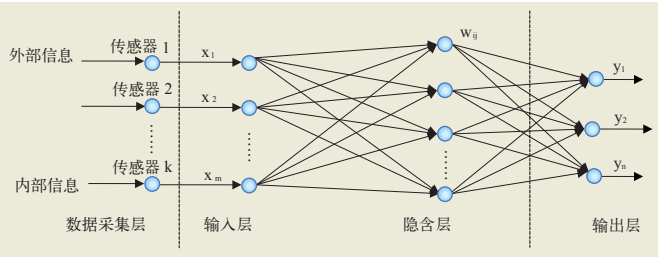 外部信息
传感器 1
x1
wij
y1
传感器 2
x2
y2
传感器 k
xm
yn
内部信息
数据采集层
输入层
隐含层
输出层